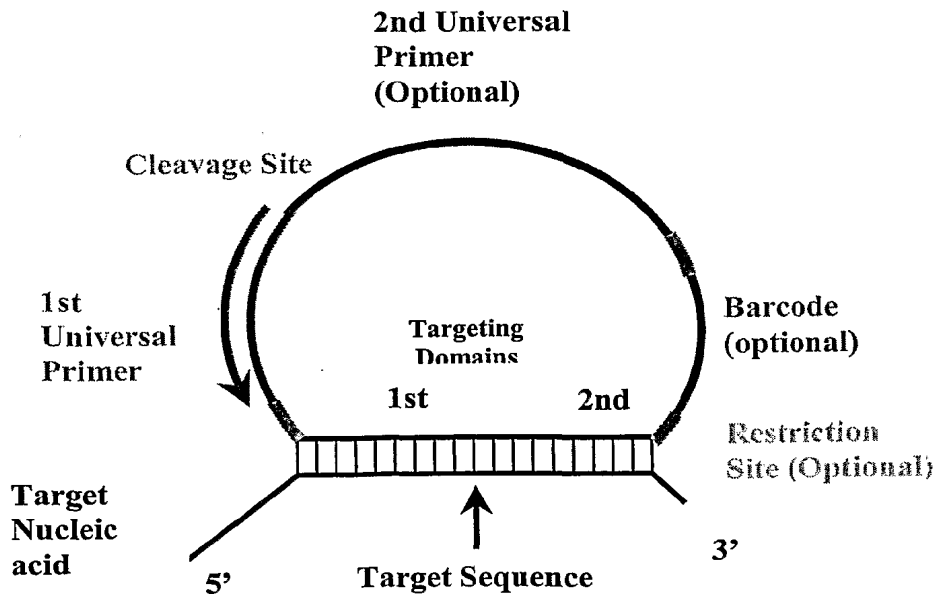 2nd Universal
Primer
(Optional)
Cleavage Site
1st
Universal
Primer
Targeting
Domains
1st
2nd
Barcode
(optional)
Restriction
Site (Optional)
Target
Nucleic
acid
5’
Target Sequence
3’